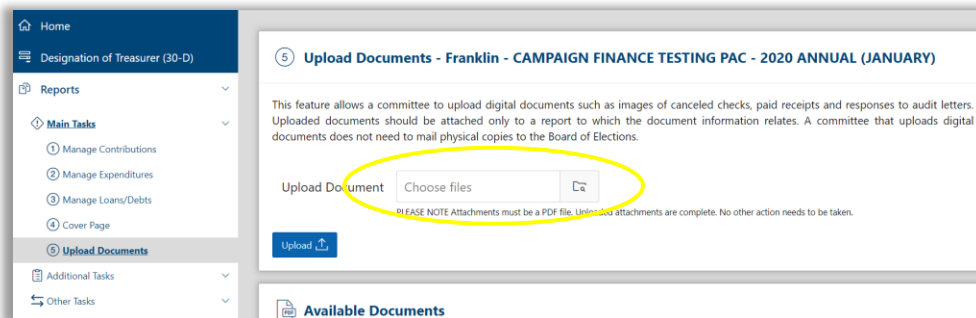 Home
Designation of Treasurer (30-D)
Reports
Main Tasks
1 Manage Contributions
2 Manage Expenditures
3 Manage Loans/Debts
4 Cover Page
5 Upload Documents
Additional Tasks
Other Tasks
5 Upload Documents - Franklin - CAMPAIGN FINANCE TESTING PAC - 2020 ANNUAL (JANUARY)
This feature allows a committee to upload digital documents such as images of canceled checks, paid receipts and responses to audit letters.
Uploaded documents should be attached only to a report to which the document information relates. A committee that uploads digital
documents does not need to mail physical copies to the Board of Elections.
Upload Document Choose files
PLEASE NOTE Attachments must be a PDF file. Uploaded attachments are complete. No other action needs to be taken.
Upload
PDF
Available Documents